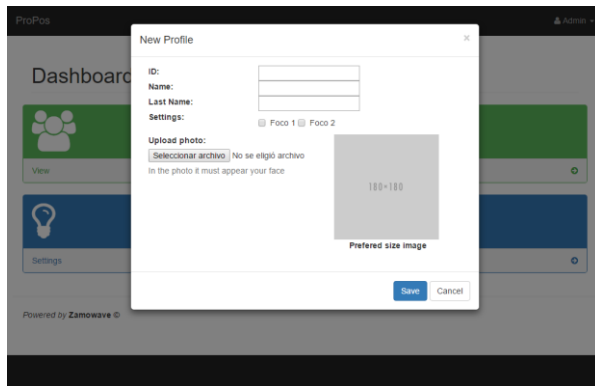 ProPos
Admin
New Profile
×
Dashboard
ID:
Name:
Last Name:
Settings:
Foco 1 Foco 2
Upload photo:
Seleccionar archivo No se eligió archivo
In the photo it must appear your face
180×180
Prefered size image
View
Settings
Save Cancel
Powered by Zamowave ©